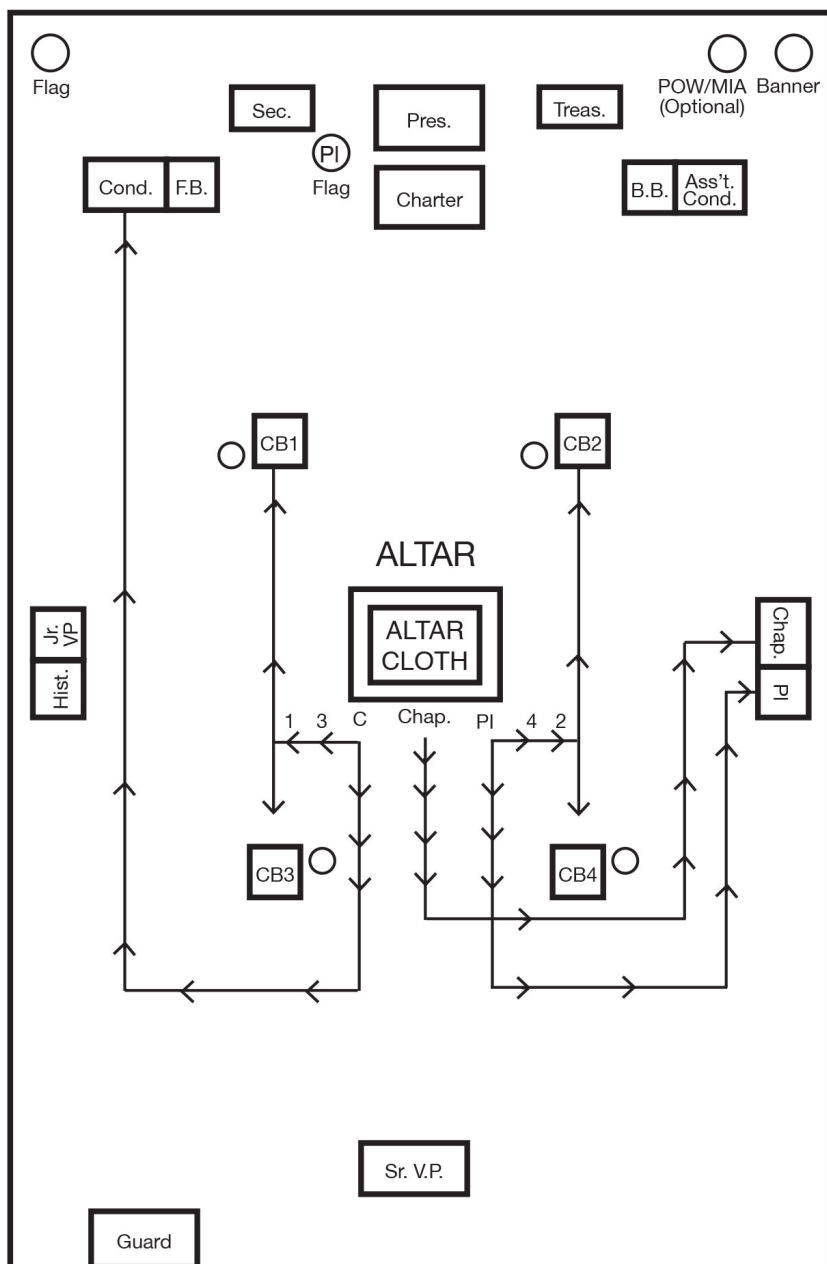 Flag
POW/MIA
(Optional)
Banner
Sec.
Pres.
Treas.
PI
Flag
Cond.
F.B.
Charter
B.B.
Ass't.
Cond.
CB1
CB2
ALTAR
ALTAR
CLOTH
Jr.
VP
Hist.
Chap.
PI
1
3
C
Chap.
PI
4
2
CB3
CB4
Sr. V.P.
Guard